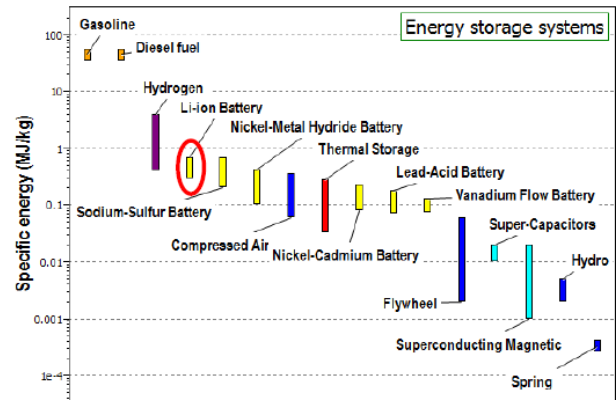 Energy storage systems
Specific energy (MJ/kg)
100
10
1
0.1
0.01
0.001
1e-4
Gasoline
Diesel fuel
Hydrogen
Li-ion Battery
Nickel-Metal Hydride Battery
Thermal Storage
Lead-Acid Battery
Vanadium Flow Battery
Sodium-Sulfur Battery
Compressed Air
Nickel-Cadmium Battery
Super-Capacitors
Hydro
Flywheel
Superconducting Magnetic
Spring